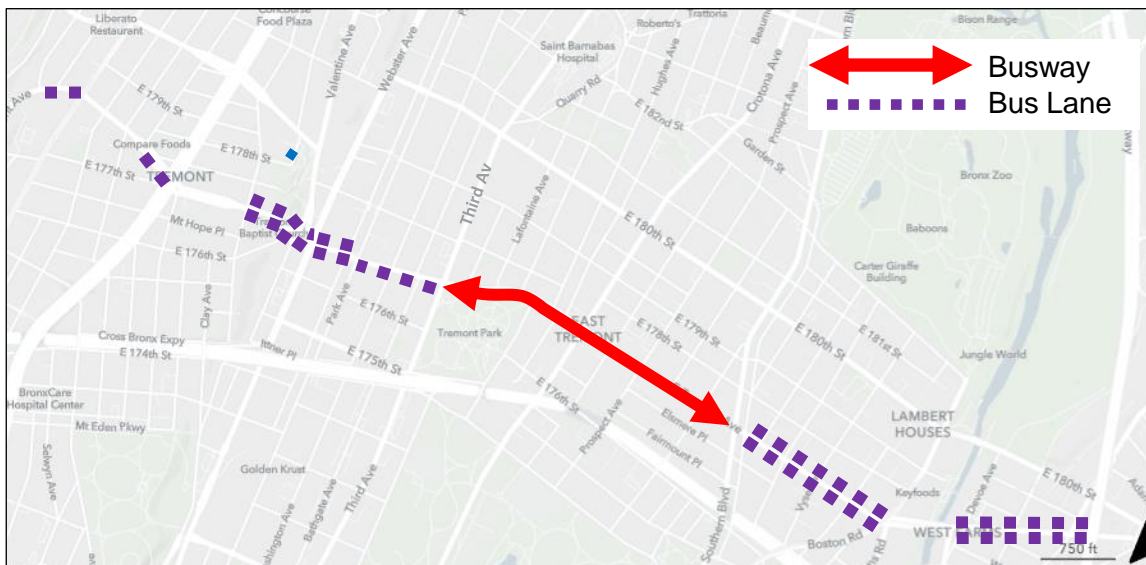 Liberato
Restaurant
Concourse
Food Plaza
Valentine Ave
Webster Ave
Saint Barnabas
Hospital
Quarry Rd
Roberto's
Trattoria
Hughes Ave
Crotona Ave
Prospect Ave
Bison Range
Busway
Bus Lane
E 179th St
Compare Foods
E 178th St
E 177th St
TREMONT
Mt Hope Pl
Baptist Church
E 176th St
Clay Ave
Park Ave
Third Av
Lafontaine Ave
E 182nd St
Garden St
E 180th St
Bronx Zoo
Baboons
Carter Giraffe
Building
E 176th St
Tremont Park
EAST
TREMONT
E 178th St
E 179th St
E 180th St
E 181st St
Jungle World
Cross Bronx Expy
E 174th St
Ittner Pl
E 175th St
E 176th St
Prospect Ave
Elsmere Pl
Fairmount Pl
Ave
LAMBERT
HOUSES
BronxCare
Hospital Center
Mt Eden Pkwy
Selwyn Ave
Golden Krust
Bathgate Ave
Third Ave
Southern Blvd
Vyse
Boston Rd
Keyfoods
Devoe Ave
E 180th St
WEST FARMS
750 ft